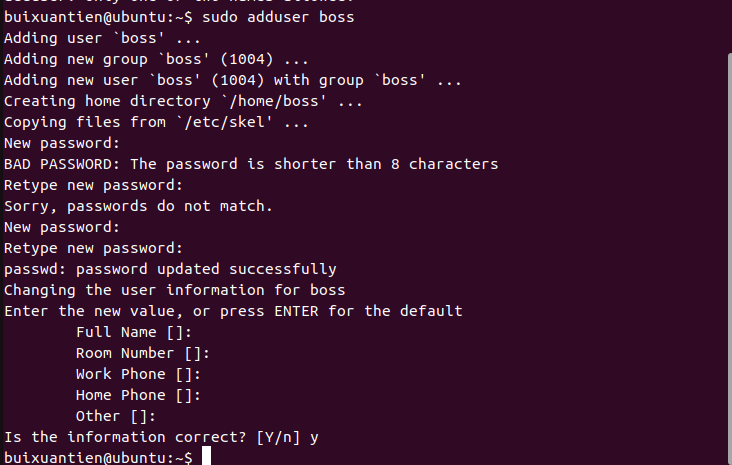 buixuantien@ubuntu:~$ sudo adduser boss
Adding user `boss' ...
Adding new group `boss' (1004) ...
Adding new user `boss' (1004) with group `boss' ...
Creating home directory `/home/boss' ...
Copying files from `/etc/skel' ...
New password:
BAD PASSWORD: The password is shorter than 8 characters
Retype new password:
Sorry, passwords do not match.
New password:
Retype new password:
passwd: password updated successfully
Changing the user information for boss
Enter the new value, or press ENTER for the default
Full Name []:
Room Number []:
Work Phone []:
Home Phone []:
Other []:
Is the information correct? [Y/n] y
buixuantien@ubuntu:~$